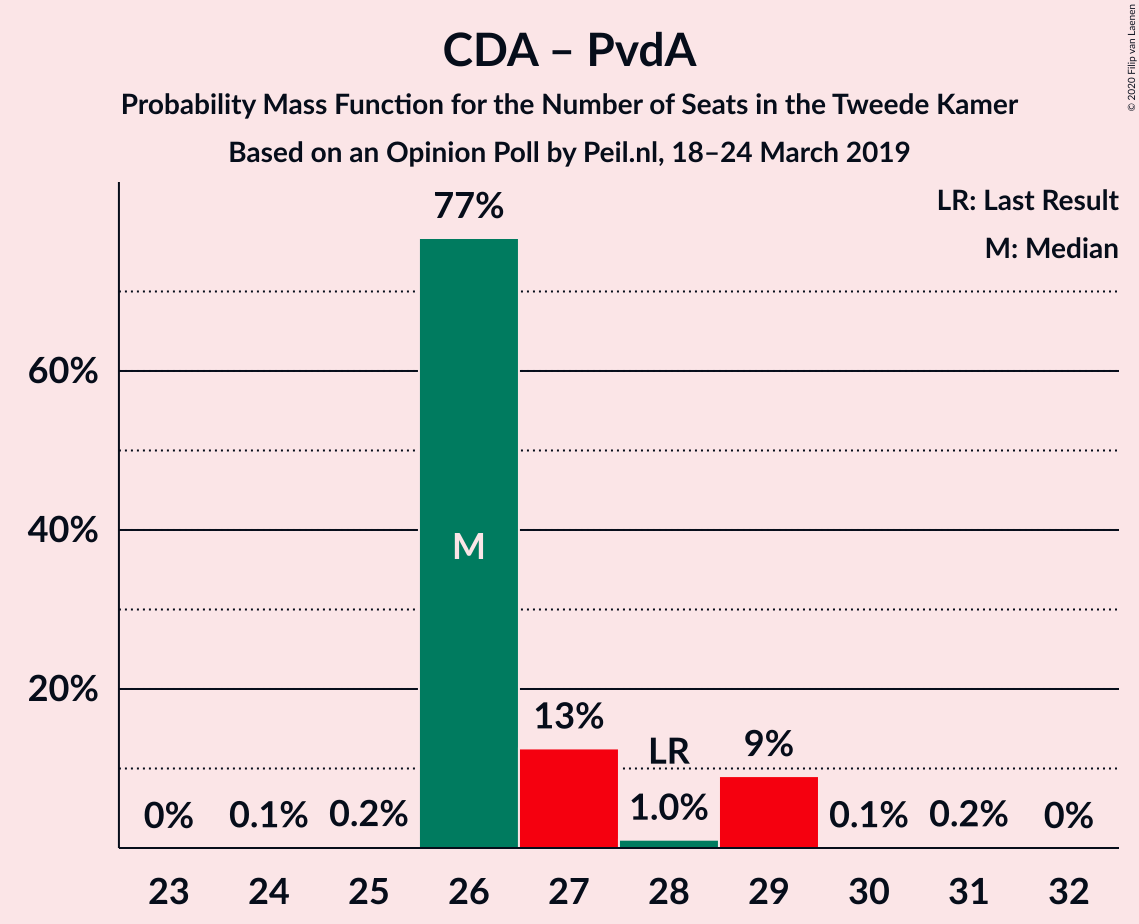 CDA – PvdA
Probability Mass Function for the Number of Seats in the Tweede Kamer
Based on an Opinion Poll by Peil.nl, 18–24 March 2019
© 2020 Filip van Laenen
LR: Last Result
M: Median
77%
60%
40%
M
20%
13%
LR
9%
0%
0.1%
0.2%
1.0%
0.1%
0.2%
0%
23 24 25 26 27 28 29 30 31 32